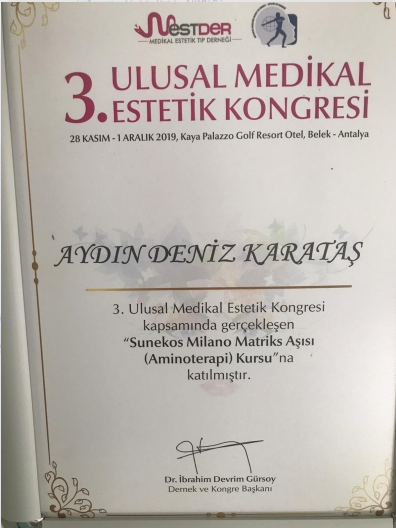 MESTDER
MEDİKAL ESTETİK TIP DERNEĞİ
3. ULUSAL MEDİKAL
ESTETİK KONGRESİ
28 KASIM - 1 ARALIK 2019, Kaya Palazzo Golf Resort Otel, Belek - Antalya
AYDIN DENİZ KARATAŞ
3. Ulusal Medikal Estetik Kongresi
kapsamında gerçekleşen
“Sunekos Milano Matriks Aşısı
(Aminoterapi) Kursu”na
katılmıştır.
Dr. İbrahim Devrim Gürsoy
Dernek ve Kongre Başkanı